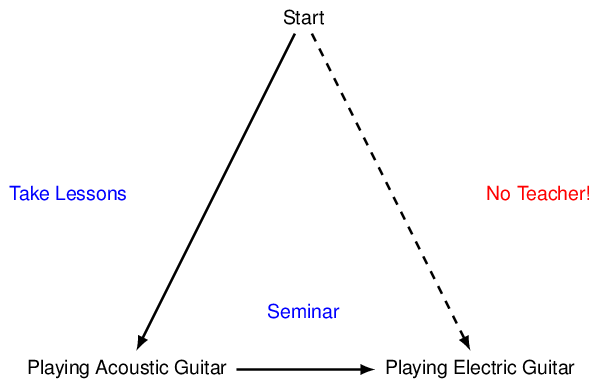 Start
Take Lessons
No Teacher!
Seminar
Playing Acoustic Guitar
Playing Electric Guitar